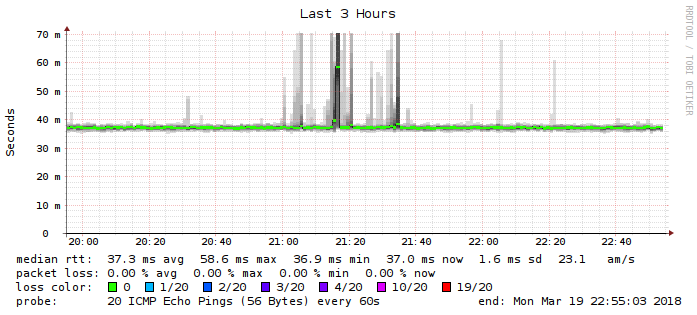 Last 3 Hours
RRDTOOL / TOBI OETIKER
Seconds
70 m
60 m
50 m
40 m
30 m
20 m
10 m
0
20:00 20:20 20:40 21:00 21:20 21:40 22:00 22:20 22:40
median rtt: 37.3 ms avg 58.6 ms max 36.9 ms min 37.0 ms now 1.6 ms sd 23.1 am/s
packet loss: 0.00 % avg 0.00 % max 0.00 % min 0.00 % now
loss color: 0 1/20 2/20 3/20 4/20 10/20 19/20
probe: 20 ICMP Echo Pings (56 Bytes) every 60s end: Mon Mar 19 22:55:03 2018